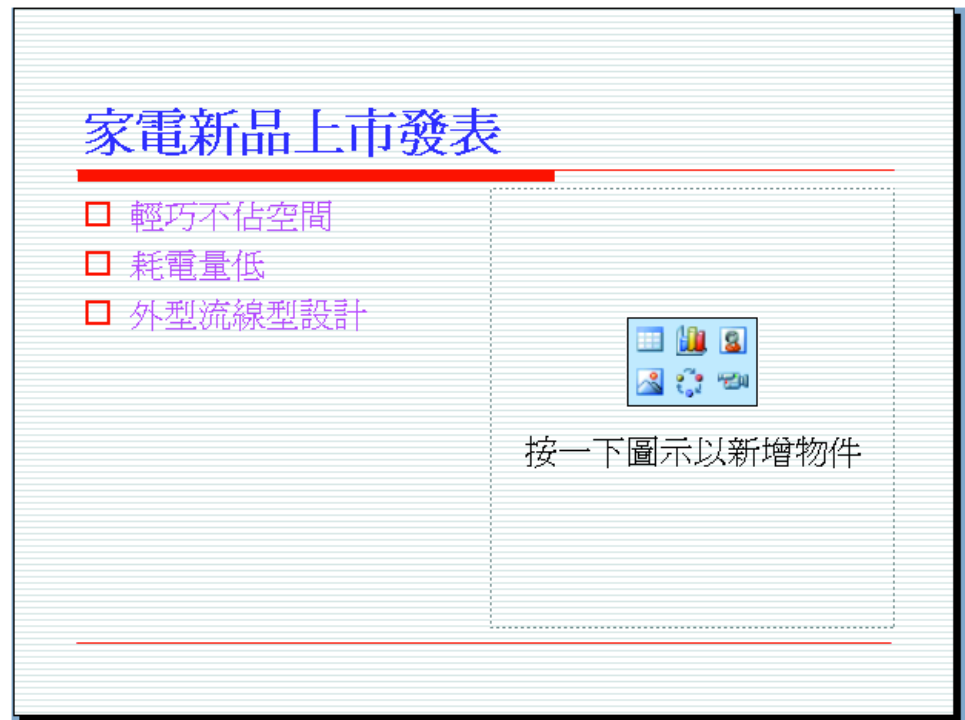 家電新品上市發表
輕巧不佔空間
耗電量低
外型流線型設計
按一下圖示以新增物件